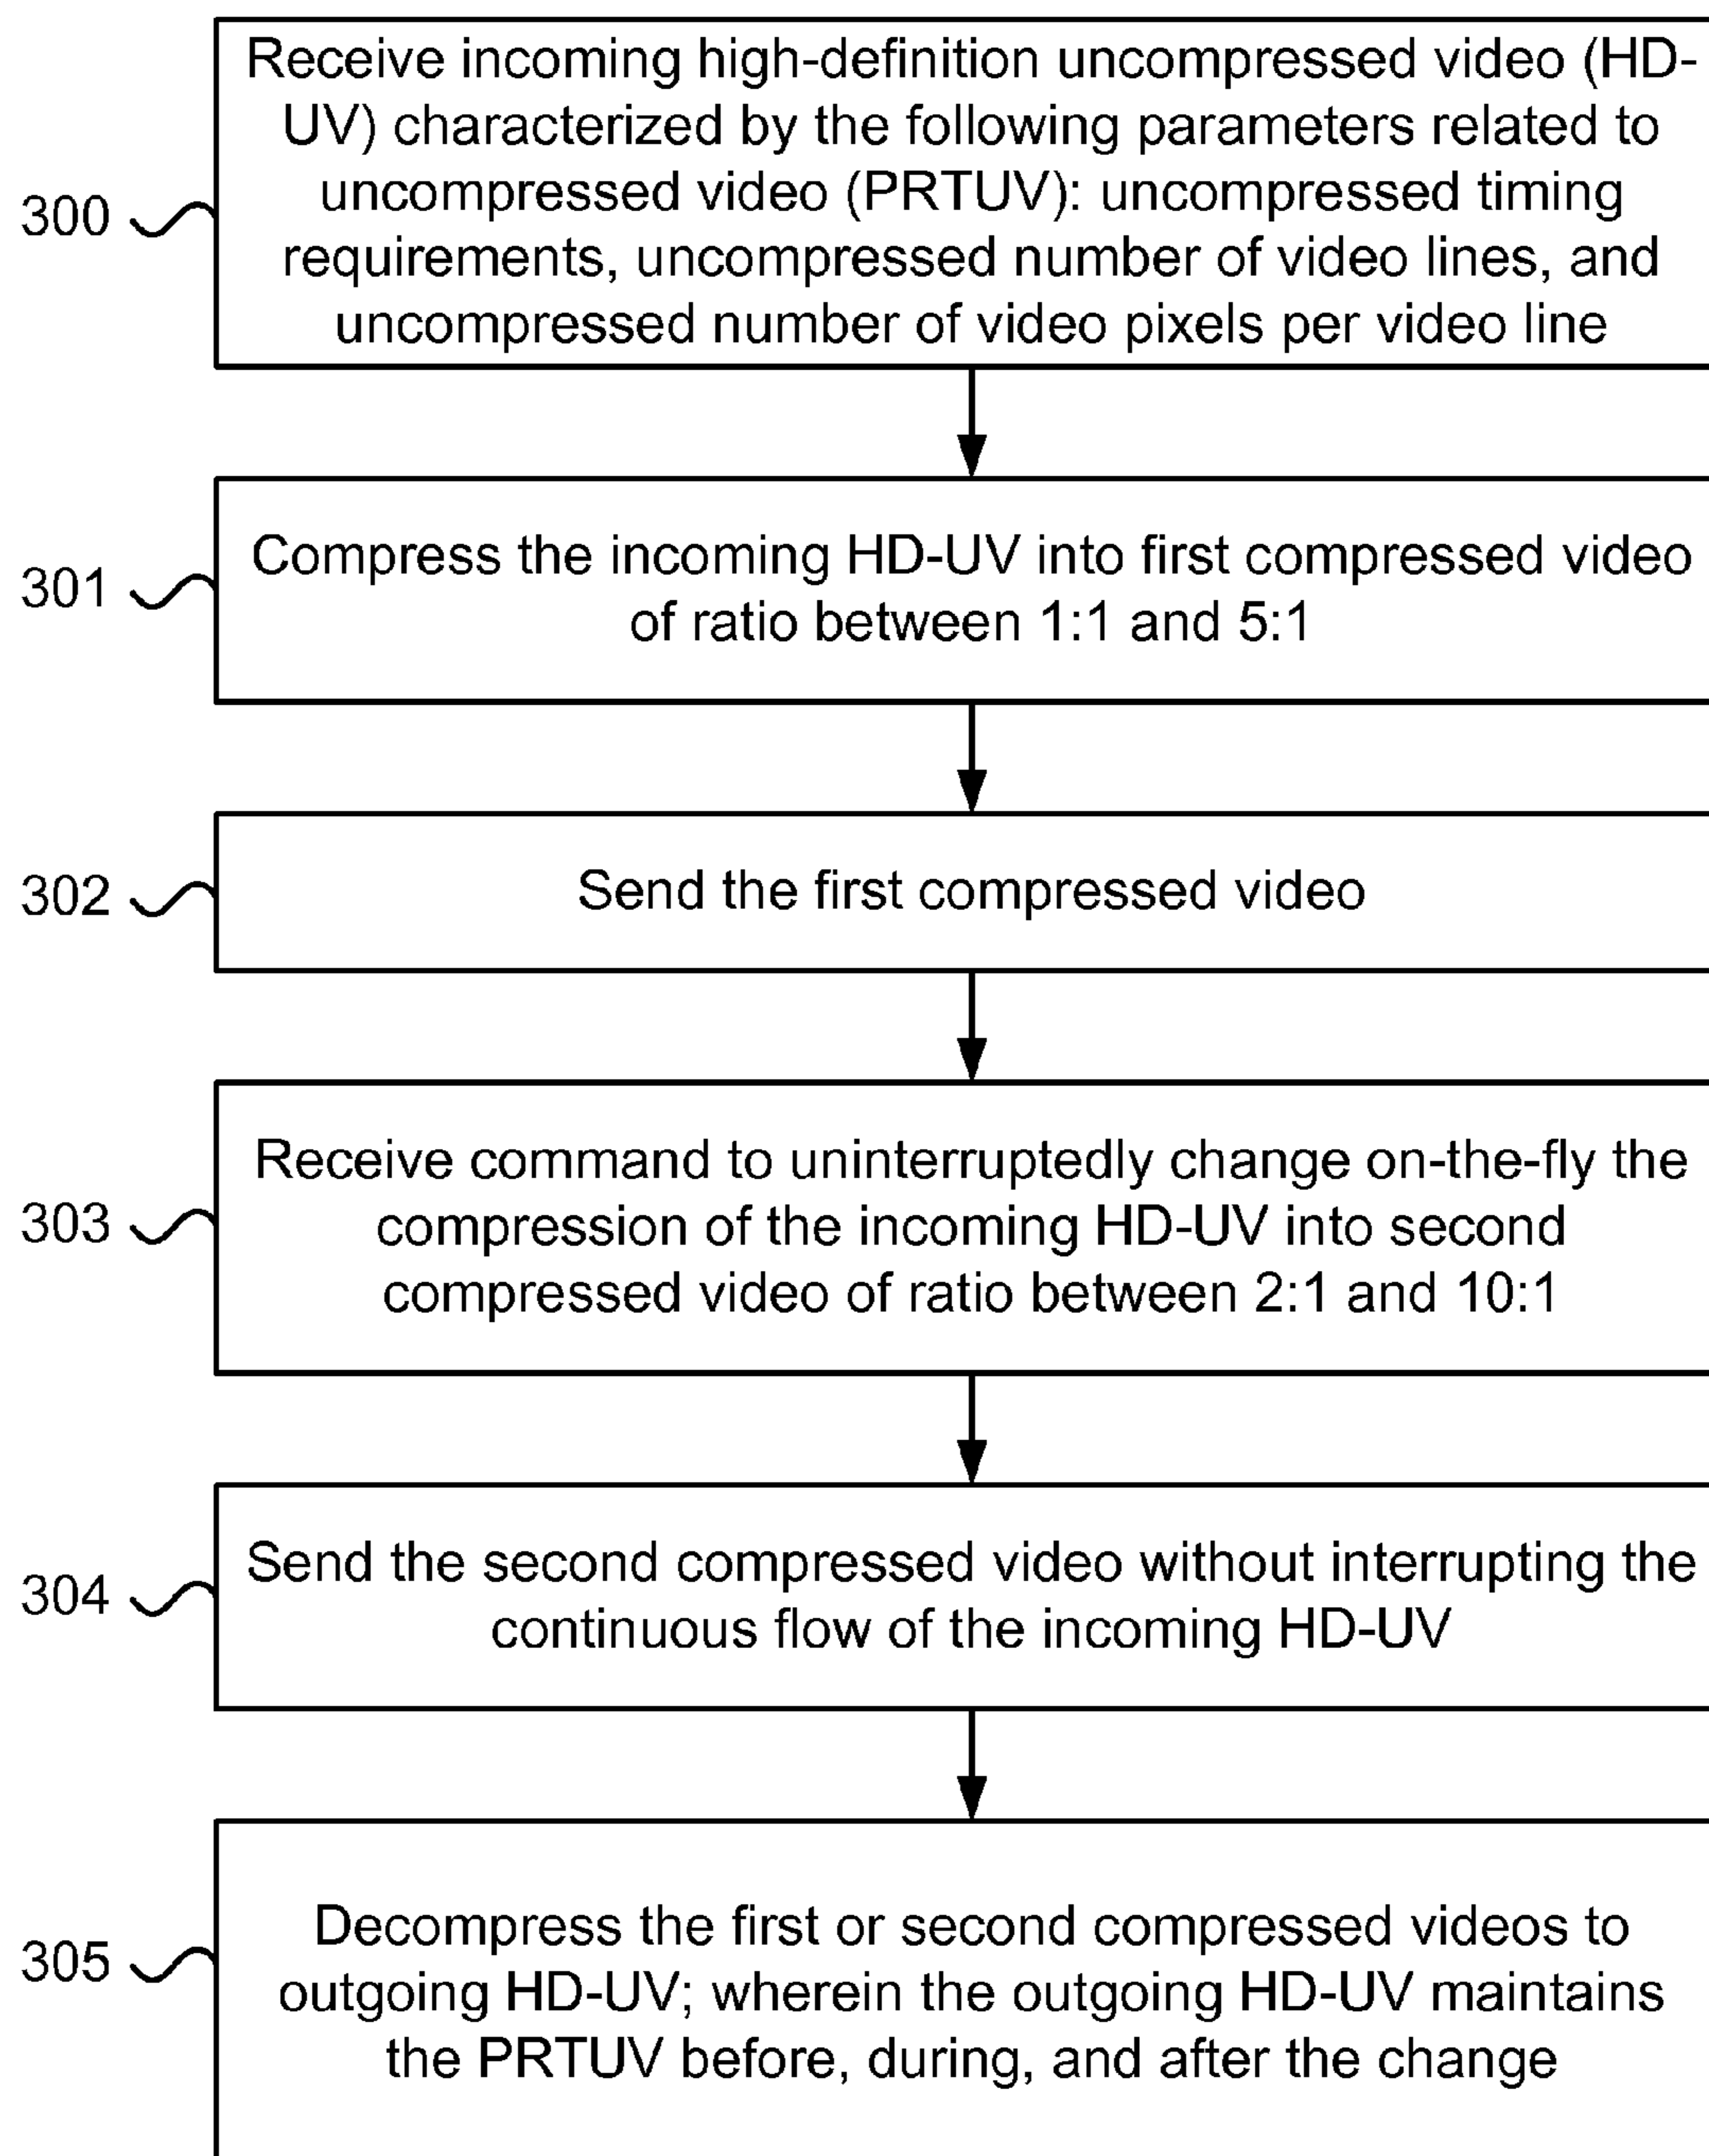 Receive incoming high-definition uncompressed video (HD-
UV) characterized by the following parameters related to
uncompressed video (PRTUV): uncompressed timing
300
requirements, uncompressed number of video lines, and
uncompressed number of video pixels per video line
Compress the incoming HD-UV into first compressed video
301
of ratio between 1:1 and 5:1
302
Send the first compressed video
Receive command to uninterruptedly change on-the-fly the
303
compression of the incoming HD-UV into second
compressed video of ratio between 2:1 and 10:1
Send the second compressed video without interrupting the
304
continuous flow of the incoming HD-UV
Decompress the first or second compressed videos to
305
outgoing HD-UV; wherein the outgoing HD-UV maintains
the PRTUV before, during, and after the change